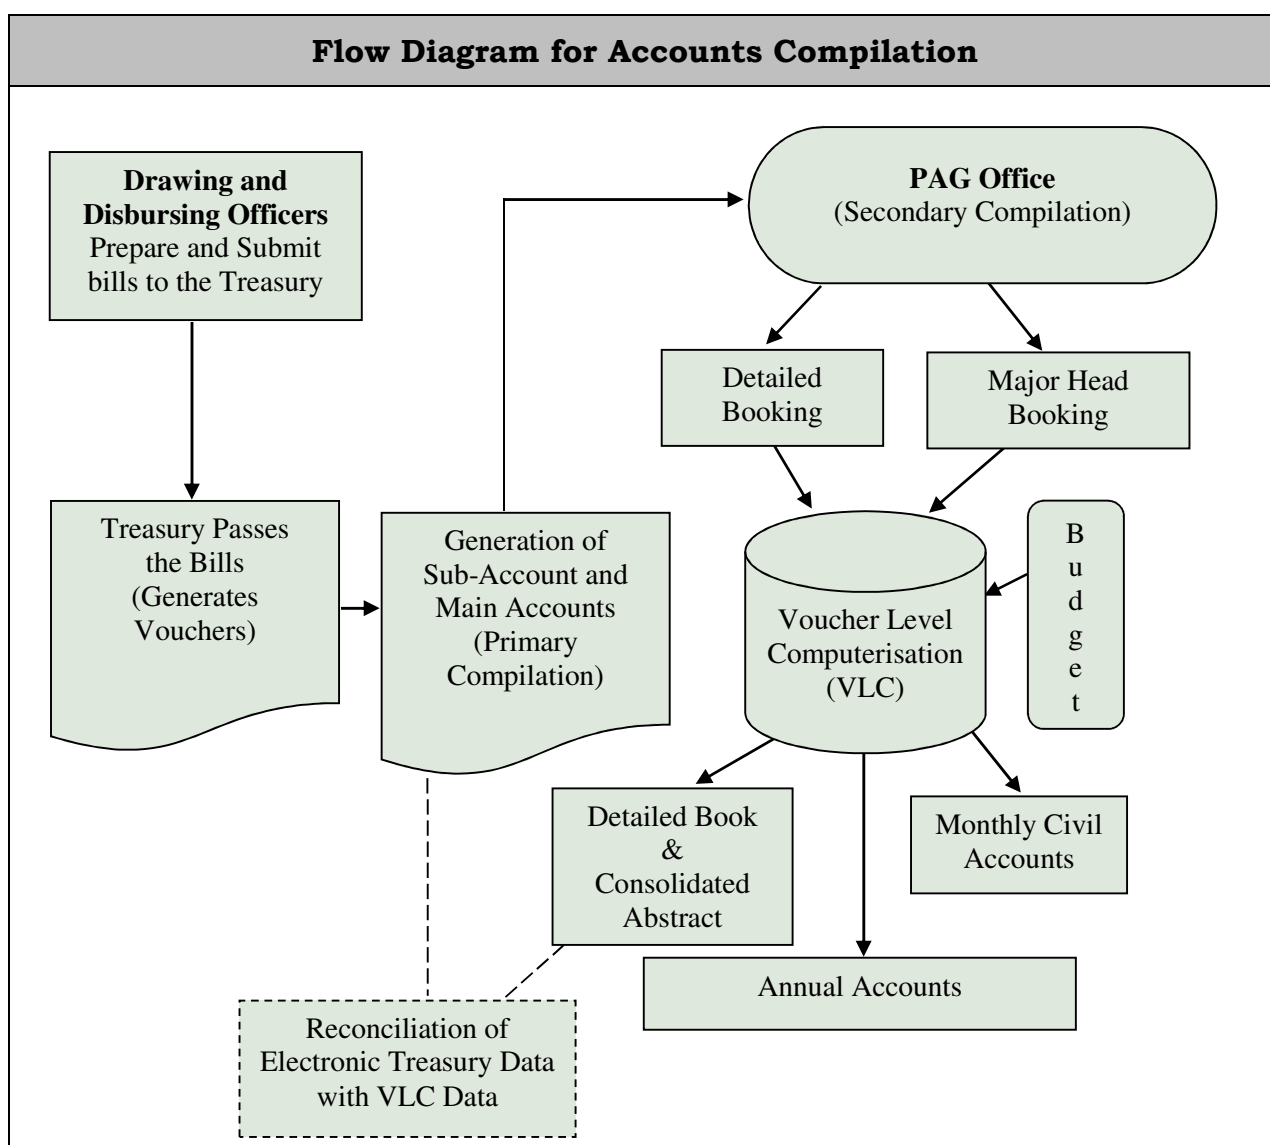 Flow Diagram for Accounts Compilation
Drawing and
Disbursing Officers
Prepare and Submit
bills to the Treasury
PAG Office
(Secondary Compilation)
Detailed
Booking
Major Head
Booking
Treasury Passes
the Bills
(Generates
Vouchers)
Generation of
Sub-Account and
Main Accounts
(Primary
Compilation)
Voucher Level
Computerisation
(VLC)
B
u
d
g
e
t
Detailed Book
&
Consolidated
Abstract
Monthly Civil
Accounts
Annual Accounts
Reconciliation of
Electronic Treasury Data
with VLC Data